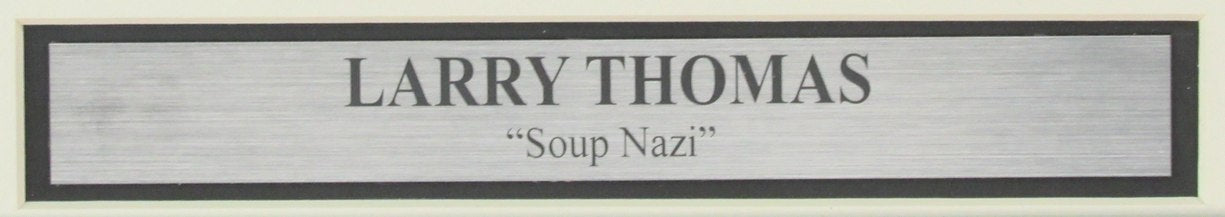 LARRY THOMAS
“Soup Nazi”